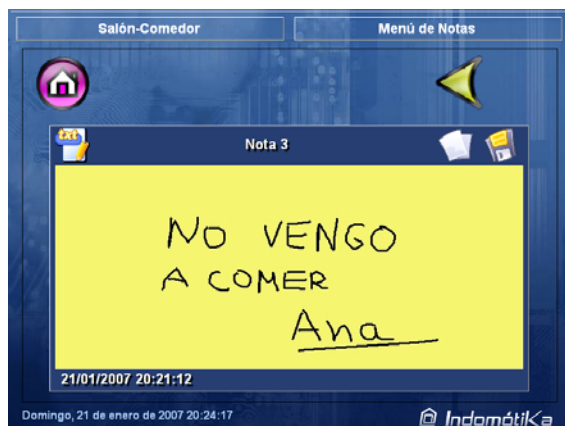 Salón-Comedor
Menú de Notas
txt
Nota 3
NO VENGO
A COMER
Ana
21/01/2007 20:21:12
Domingo, 21 de enero de 2007 20:24:17
IndomótiKa